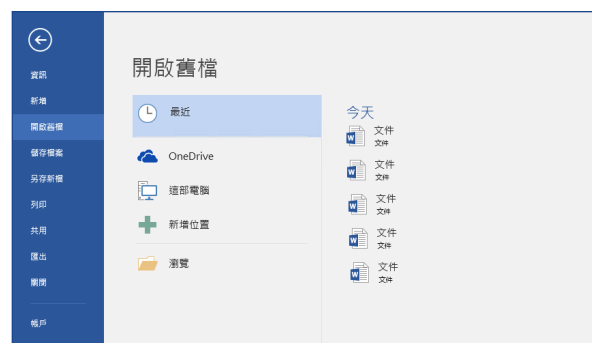 資訊
新增
開啟舊檔
儲存檔案
另存新檔
列印
共用
匯出
關閉
帳戶
開啟舊檔
最近
OneDrive
這部電腦
新增位置
瀏覽
今天
文件
文件
文件
文件
文件
文件
文件
文件
文件
文件